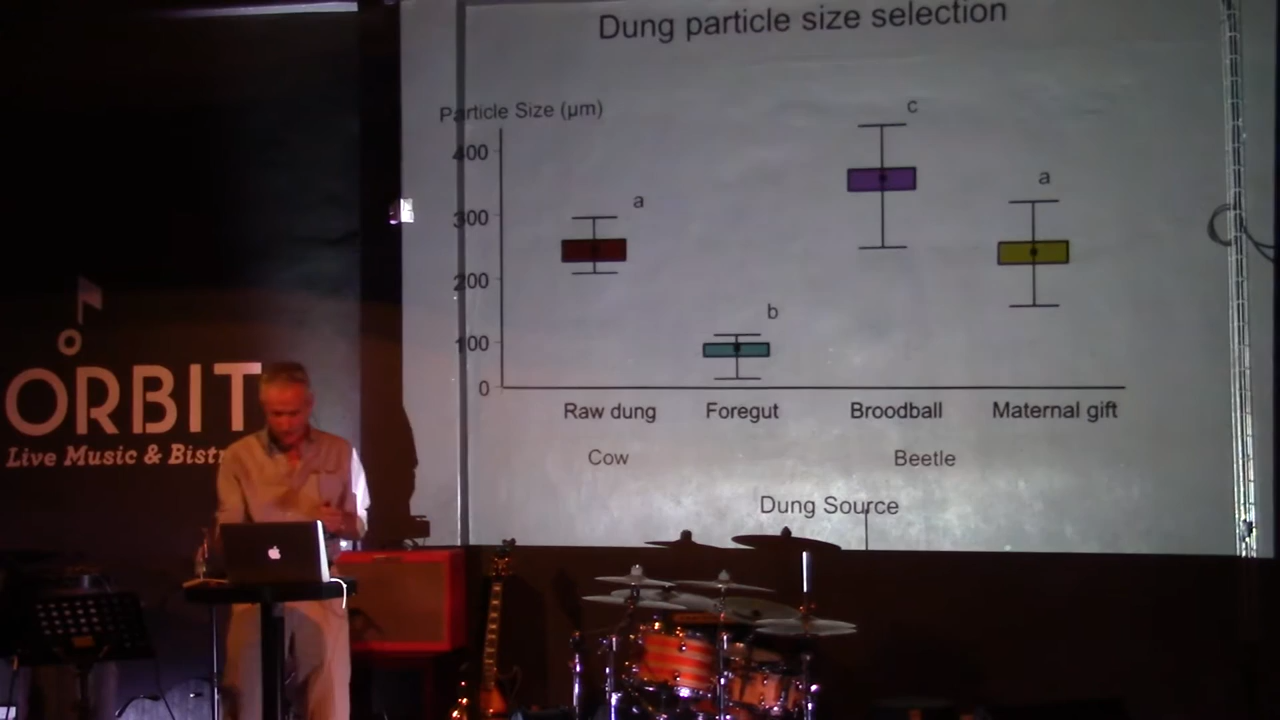 Dung particle size selection
Particle Size (µm)
400
300
200
100
0
a
b
c
a
Raw dung
Foregut
Broodball
Maternal gift
Cow
Beetle
Dung Source
ORBIT
Live Music &